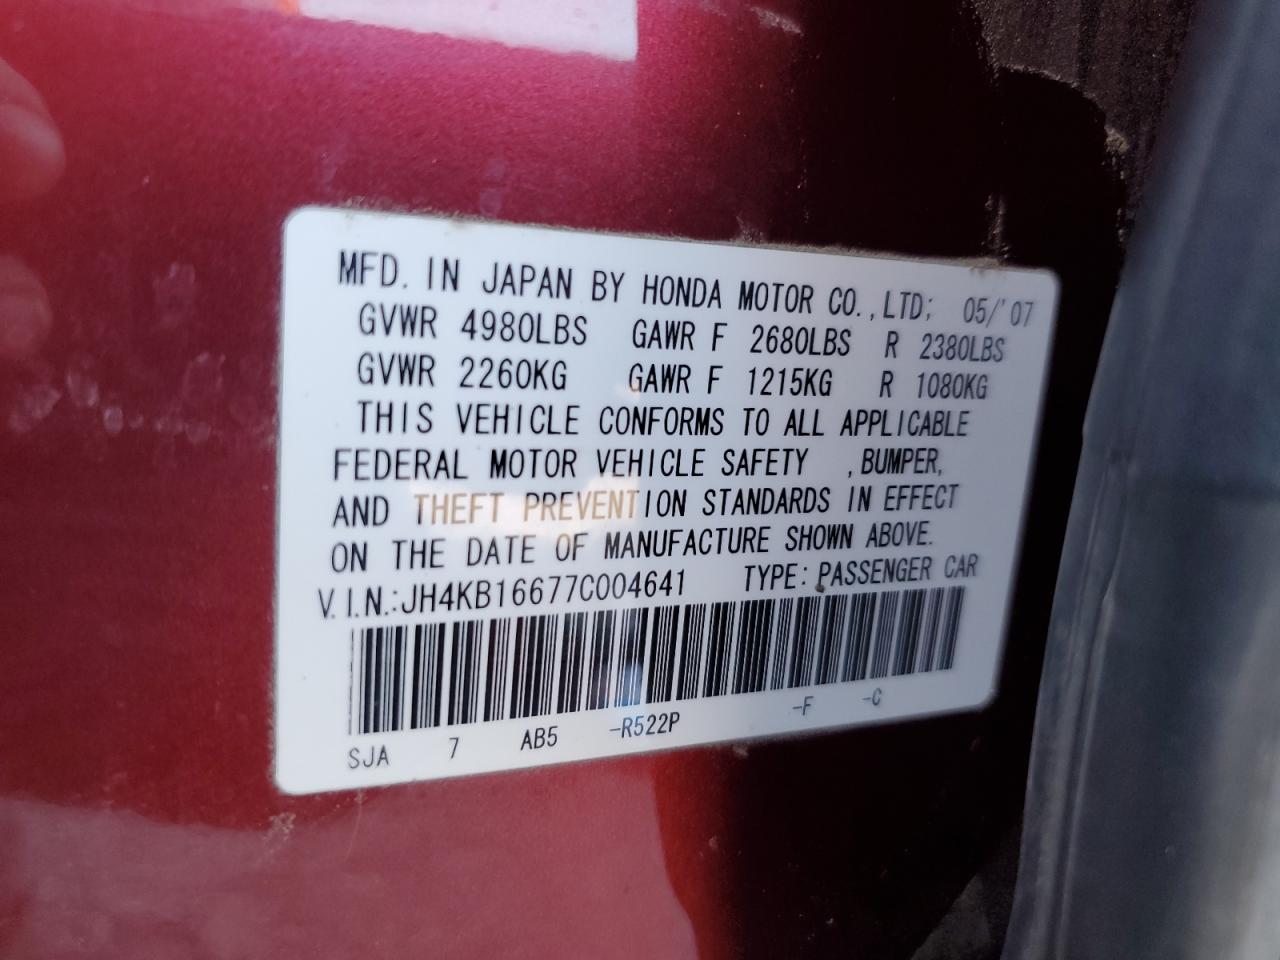 MFD. IN JAPAN BY HONDA MOTOR CO.,LTD; 05/'07
GVWR 4980LBS GAWR F 2680LBS R 2380LBS
GVWR 2260KG GAWR F 1215KG R 1080KG
THIS VEHICLE CONFORMS TO ALL APPLICABLE
FEDERAL MOTOR VEHICLE SAFETY ,BUMPER,
AND THEFT PREVENTION STANDARDS IN EFFECT
ON THE DATE OF MANUFACTURE SHOWN ABOVE.
V.I.N.:JH4KB16677C004641 TYPE: PASSENGER CAR
SJA 7 AB5 -R522P -F -C